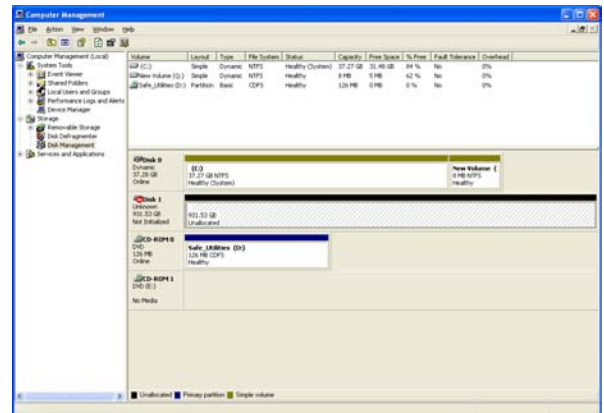 Computer Management
File Action View Window Help
Computer Management (Local)
System Tools
Event Viewer
Shared Folders
Local Users and Groups
Performance Logs and Alerts
Device Manager
Storage
Removable Storage
Disk Defragmenter
Disk Management
Services and Applications
Volume Layout Type File System Status Capacity Free Space % Free Fault Tolerance Overhead
(C:) Simple Dynamic NTFS Healthy (System) 37.27 GB 31.48 GB 84 % No 0%
New Volume (Q:) Simple Dynamic NTFS Healthy 8 MB 5 MB 62 % No 0%
Safe_Utilities (D:) Partition Basic CDFS Healthy 126 MB 0 MB 0 % No 0%
Disk 0
Dynamic
37.28 GB
Online
(C:)
37.27 GB NTFS
Healthy (System)
New Volume (
8 MB NTFS
Healthy
Disk 1
Unknown
931.53 GB
Not Initialized
931.53 GB
Unallocated
CD-ROM 0
DVD
126 MB
Online
Safe_Utilities (D:)
126 MB CDFS
Healthy
CD-ROM 1
DVD (E:)
No Media
Unallocated Primary partition Simple volume